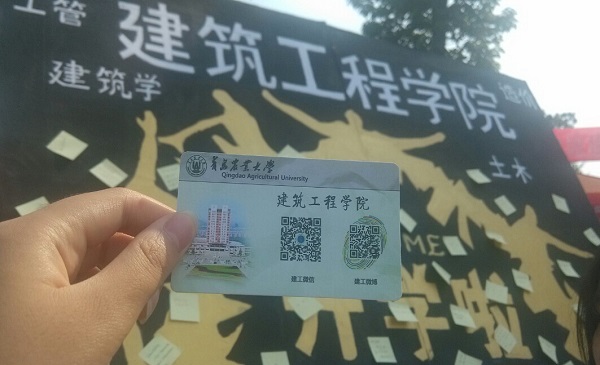 工管
建筑工程学院
建筑学
造价
土木
青岛农业大学
Qingdao Agricultural University
建筑工程学院
建工微信
建工微博
ME
开学啦